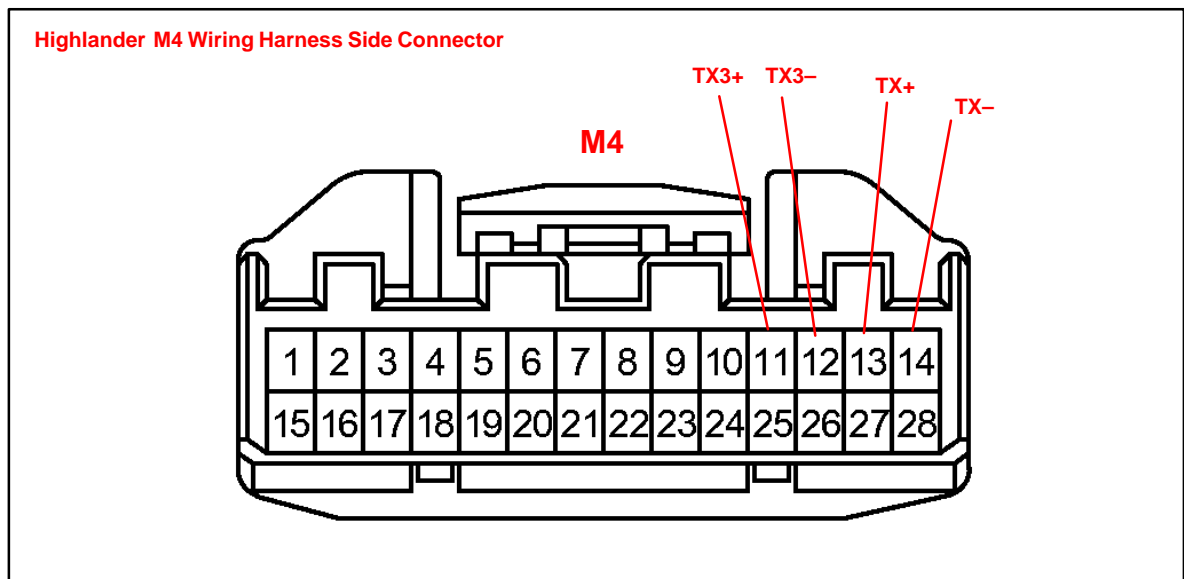 Highlander M4 Wiring Harness Side Connector
TX3+ TX3– TX+ TX–
M4
1 2 3 4 5 6 7 8 9 10 11 12 13 14
15 16 17 18 19 20 21 22 23 24 25 26 27 28